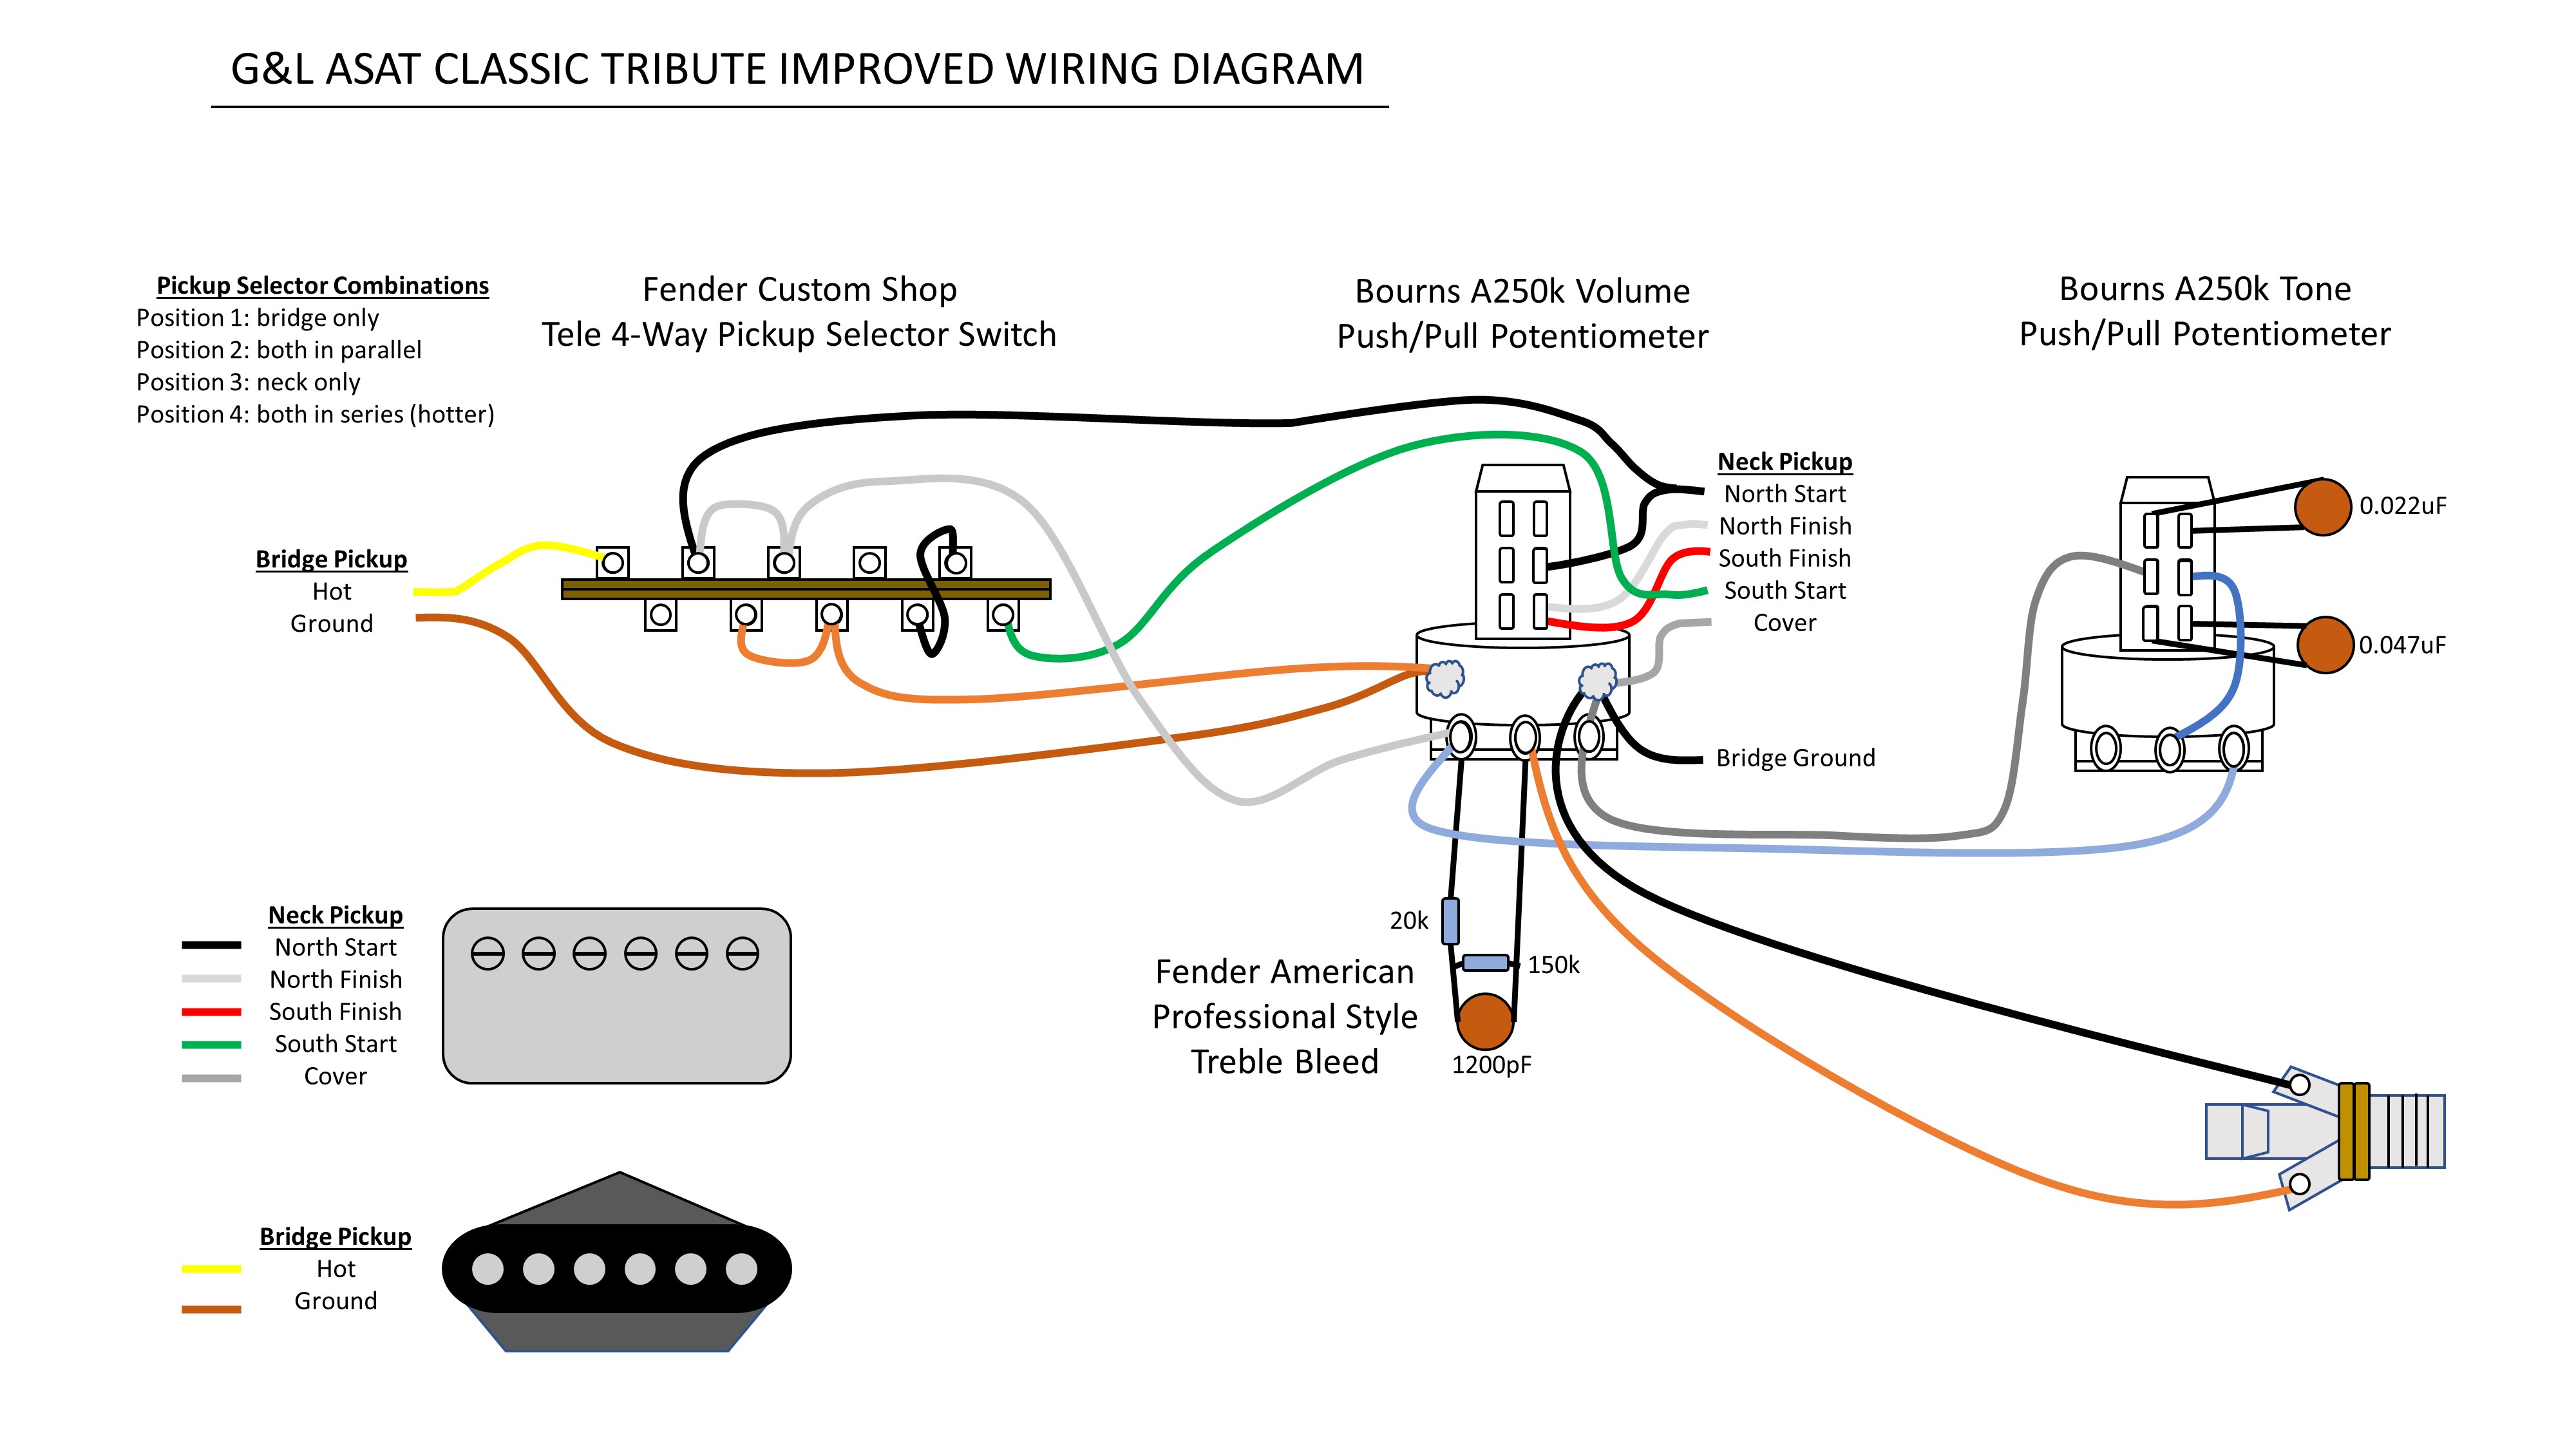 G&L ASAT CLASSIC TRIBUTE IMPROVED WIRING DIAGRAM
Pickup Selector Combinations
Position 1: bridge only
Position 2: both in parallel
Position 3: neck only
Position 4: both in series (hotter)
Fender Custom Shop
Tele 4-Way Pickup Selector Switch
Bourns A250k Volume
Push/Pull Potentiometer
Bourns A250k Tone
Push/Pull Potentiometer
Bridge Pickup
Hot
Ground
Neck Pickup
North Start
North Finish
South Finish
South Start
Cover
Bridge Ground
0.022uF
0.047uF
20k
150k
1200pF
Fender American
Professional Style
Treble Bleed
Neck Pickup
North Start
North Finish
South Finish
South Start
Cover
Bridge Pickup
Hot
Ground